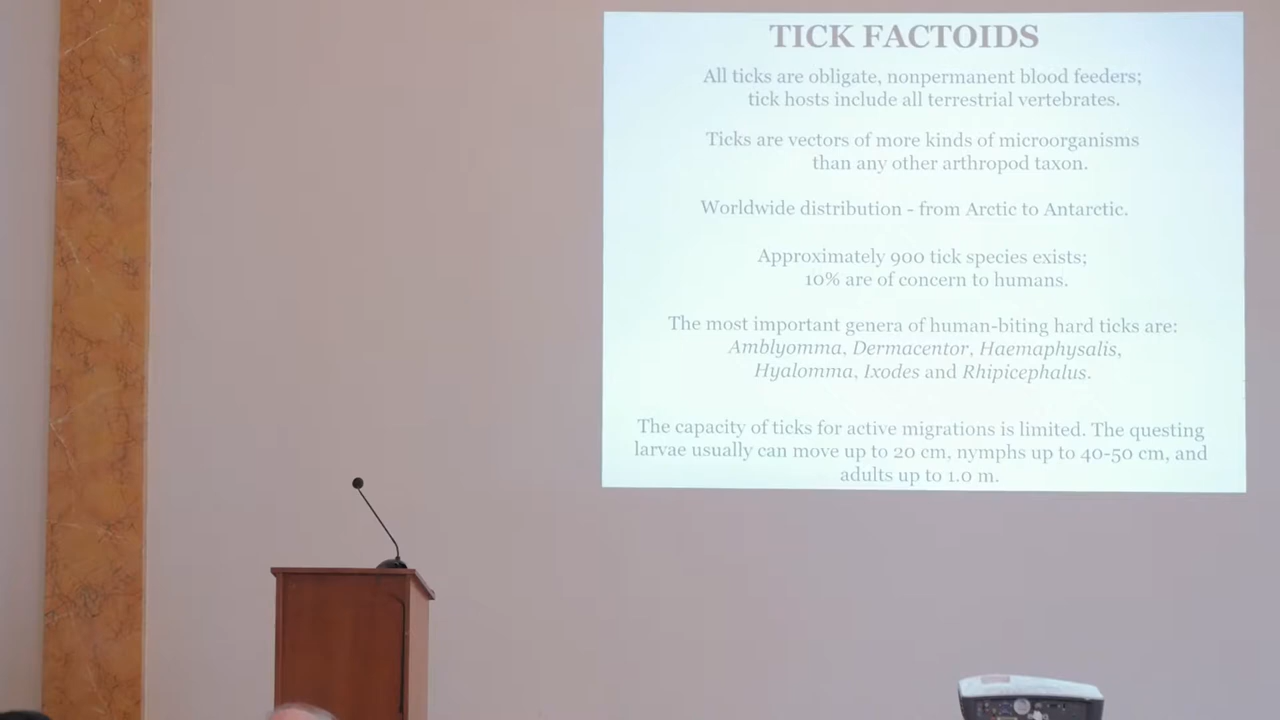 TICK FACTOIDS
All ticks are obligate, nonpermanent blood feeders;
tick hosts include all terrestrial vertebrates.
Ticks are vectors of more kinds of microorganisms
than any other arthropod taxon.
Worldwide distribution - from Arctic to Antarctic.
Approximately 900 tick species exists;
10% are of concern to humans.
The most important genera of human-biting hard ticks are:
Amblyomma, Dermacentor, Haemaphysalis,
Hyalomma, Ixodes and Rhipicephalus.
The capacity of ticks for active migrations is limited. The questing
larvae usually can move up to 20 cm, nymphs up to 40-50 cm, and
adults up to 1.0 m.